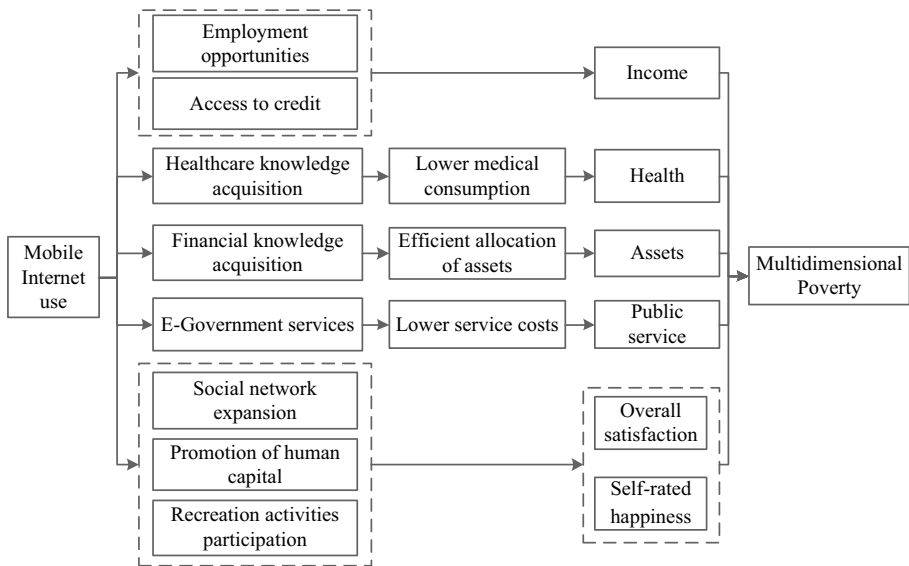 Employment
opportunities
Access to credit
Income
Healthcare knowledge
acquisition
Lower medical
consumption
Health
Mobile
Internet
use
Financial knowledge
acquisition
Efficient allocation
of assets
Assets
Multidimensional
Poverty
E-Government services
Lower service costs
Public
service
Social network
expansion
Promotion of human
capital
Recreation activities
participation
Overall
satisfaction
Self-rated
happiness